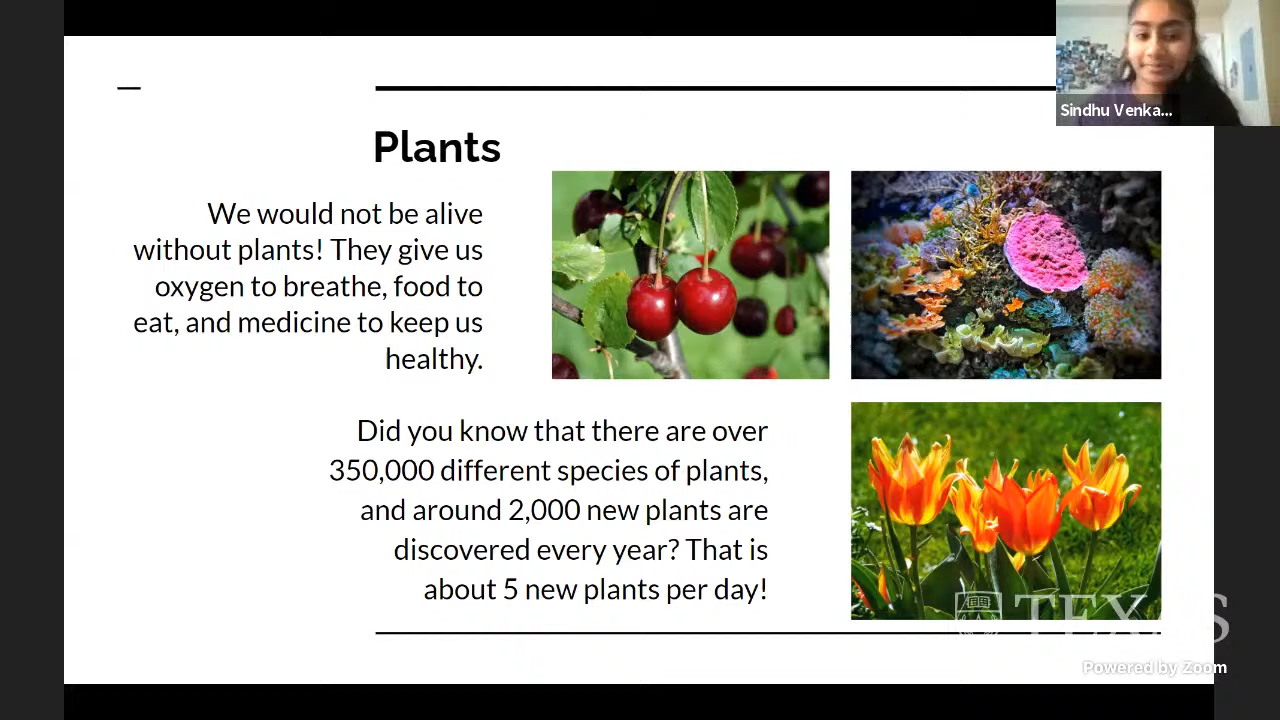 Sindhu Venka...
Plants
We would not be alive
without plants! They give us
oxygen to breathe, food to
eat, and medicine to keep us
healthy.
Did you know that there are over
350,000 different species of plants,
and around 2,000 new plants are
discovered every year? That is
about 5 new plants per day!
TEXAS
Powered by Zoom